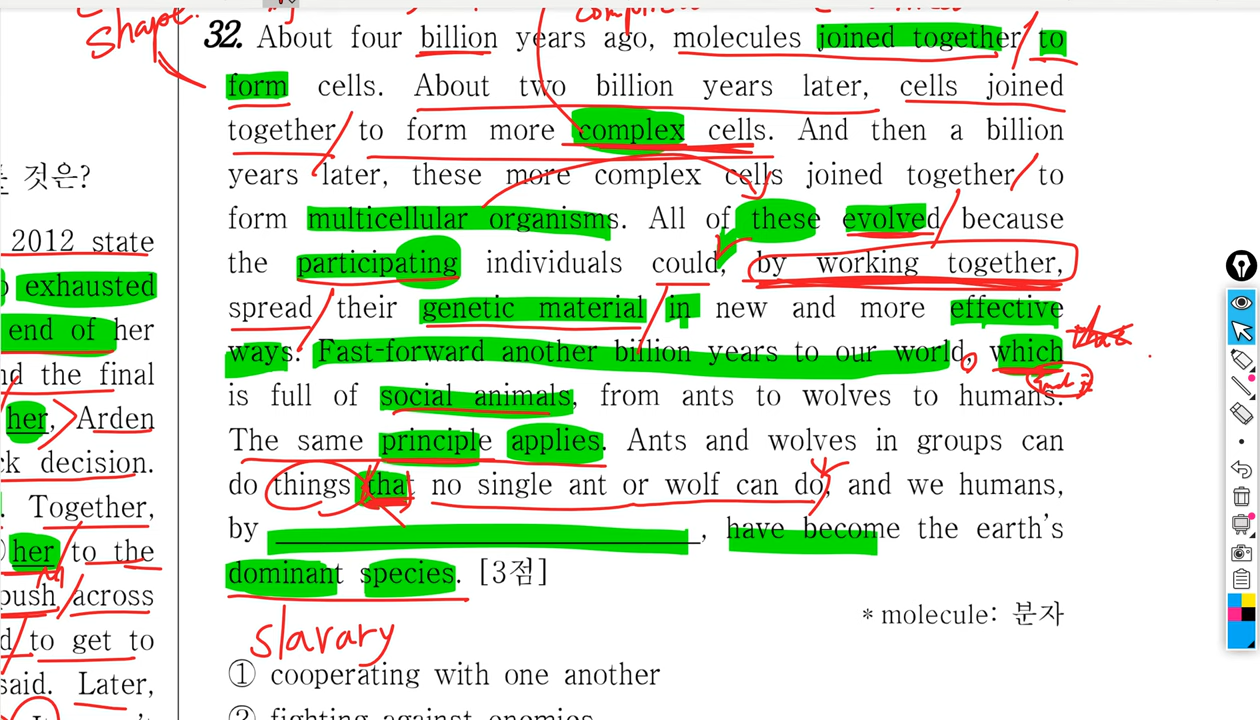 shape.
32. About four billion years ago, molecules joined together to
form cells. About two billion years later, cells joined
together to form more complex cells. And then a billion
것은?
years later, these more complex cells joined together to
form multicellular organisms. All of these evolved because
2012 state
the participating individuals could, by working together,
exhausted
spread their genetic material in new and more effective
end of her
ways. Fast-forward another billion years to our world, which
the final
is full of social animals, from ants to wolves to humans.
her, Arden
The same principle applies. Ants and wolves in groups can
decision.
do things that no single ant or wolf can do, and we humans,
Together,
by ____________________, have become the earth's
her to the
dominant species. [3점]
push across
* molecule: 분자
to get to
slavary
said. Later,
① cooperating with one another
② fighting against enemies